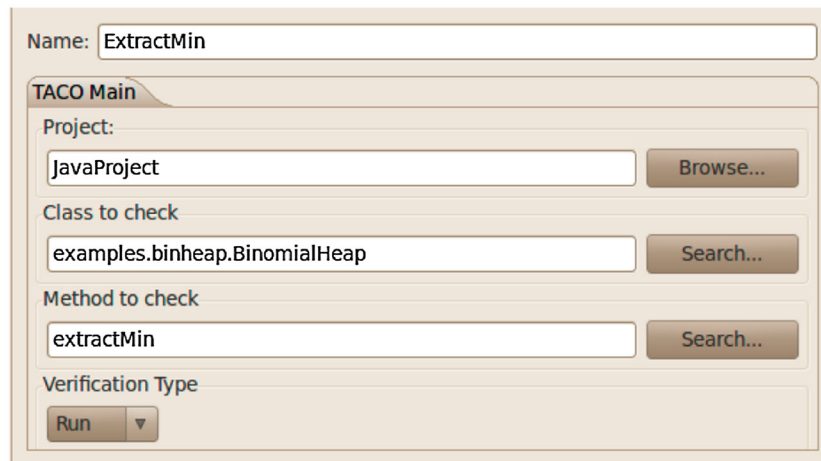 Name: ExtractMin
TACO Main
Project:
JavaProject Browse...
Class to check
examples.binheap.BinomialHeap Search...
Method to check
extractMin Search...
Verification Type
Run